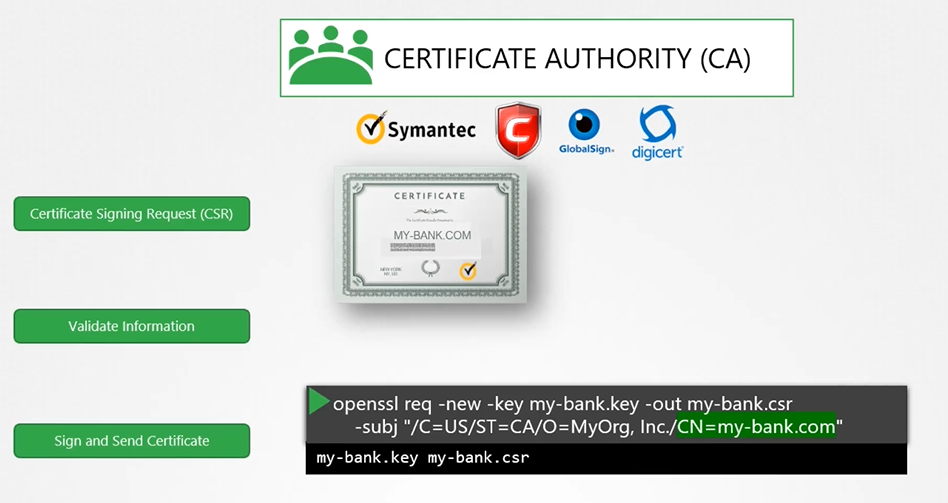 CERTIFICATE AUTHORITY (CA)
Symantec
C
GlobalSign.
digicert
Certificate Signing Request (CSR)
CERTIFICATE
MY-BANK.COM
NEW YORK
NY, US
Validate Information
Sign and Send Certificate
openssl req -new -key my-bank.key -out my-bank.csr
-subj "/C=US/ST=CA/O=MyOrg, Inc./CN=my-bank.com"
my-bank.key my-bank.csr